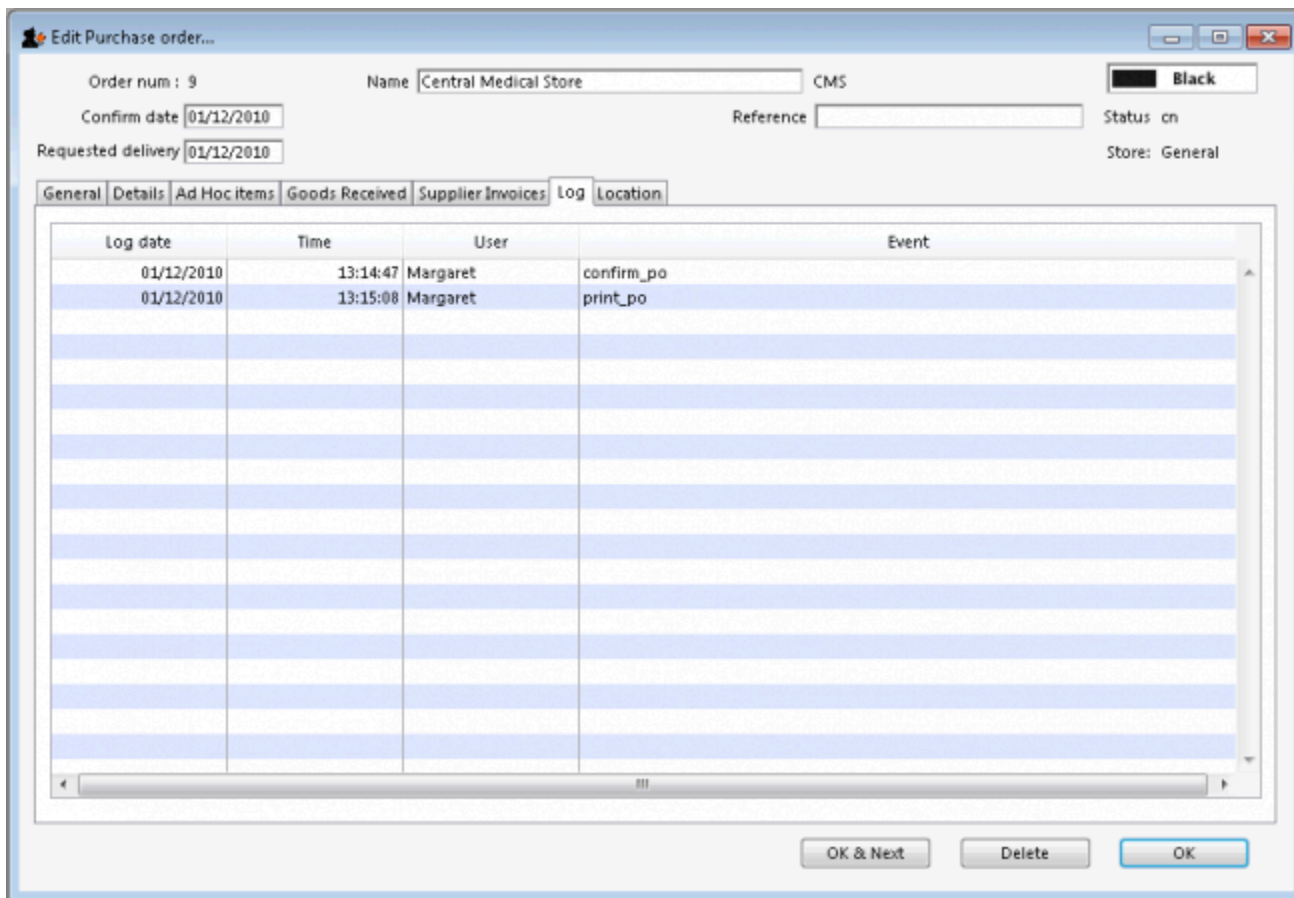 Edit Purchase order...
Order num : 9 Name Central Medical Store CMS Black
Confirm date 01/12/2010 Reference Status cn
Requested delivery 01/12/2010 Store: General
General Details Ad Hoc items Goods Received Supplier Invoices Log Location
Log date Time User Event
01/12/2010 13:14:47 Margaret confirm_po
01/12/2010 13:15:08 Margaret print_po
OK & Next Delete OK